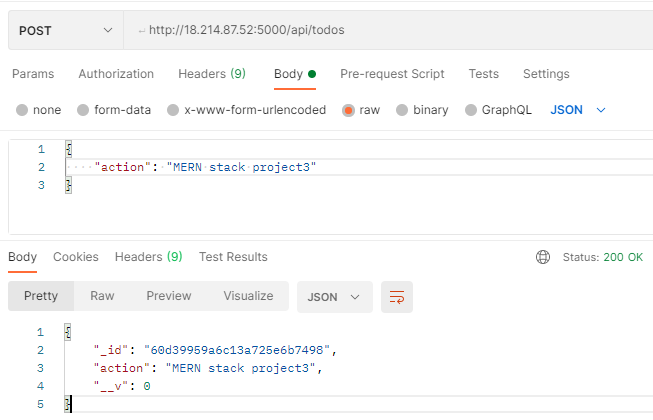 POST http://18.214.87.52:5000/api/todos
Params Authorization Headers (9) Body Pre-request Script Tests Settings
none form-data x-www-form-urlencoded raw binary GraphQL JSON
1 {
2 "action": "MERN stack project3"
3 }
Body Cookies Headers (9) Test Results Status: 200 OK
Pretty Raw Preview Visualize JSON
1 {
2 "_id": "60d39959a6c13a725e6b7498",
3 "action": "MERN stack project3",
4 "__v": 0
5 }